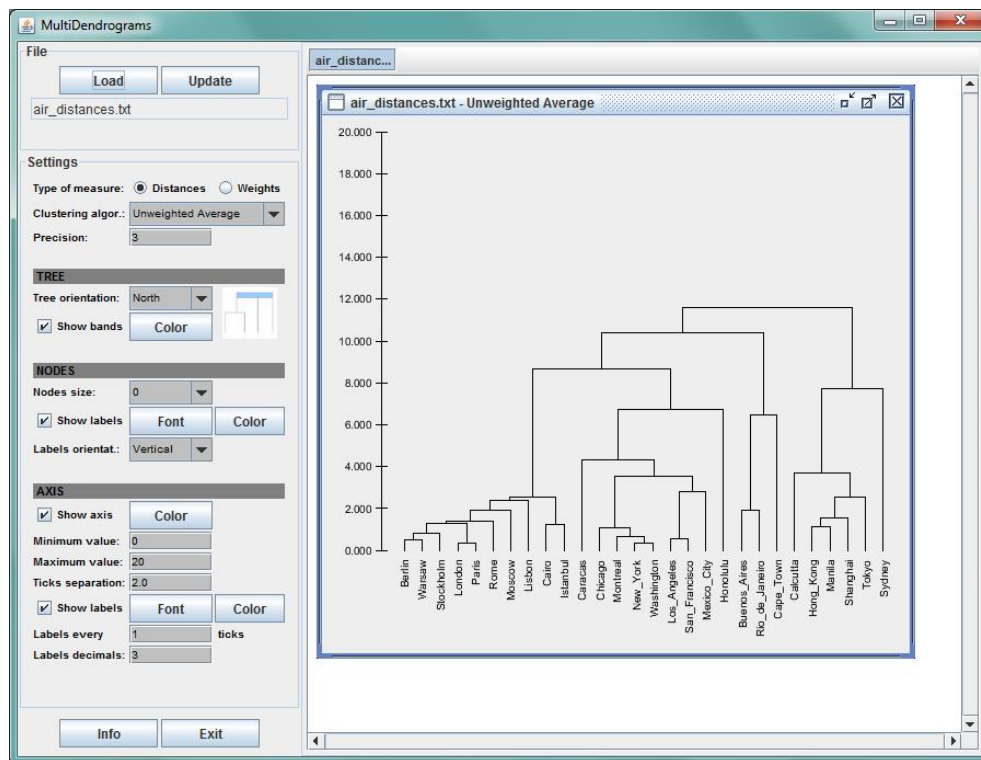 MultiDendrograms
File
Load Update
air_distances.txt
Settings
Type of measure: Distances Weights
Clustering algor.: Unweighted Average
Precision: 3
TREE
Tree orientation: North
Show bands Color
NODES
Nodes size: 0
Show labels Font Color
Labels orientat.: Vertical
AXIS
Show axis Color
Minimum value: 0
Maximum value: 20
Ticks separation: 2.0
Show labels Font Color
Labels every 1 ticks
Labels decimals: 3
Info Exit
air_distanc...
air_distances.txt - Unweighted Average
20.000
18.000
16.000
14.000
12.000
10.000
8.000
6.000
4.000
2.000
0.000
Berlin
Warsaw
Stockholm
London
Paris
Rome
Moscow
Lisbon
Cairo
Istanbul
Caracas
Chicago
Montreal
New_York
Washington
Los_Angeles
San_Francisco
Mexico_City
Honolulu
Buenos_Aires
Rio_de_Janeiro
Cape_Town
Calcutta
Hong_Kong
Manila
Shanghai
Tokyo
Sydney